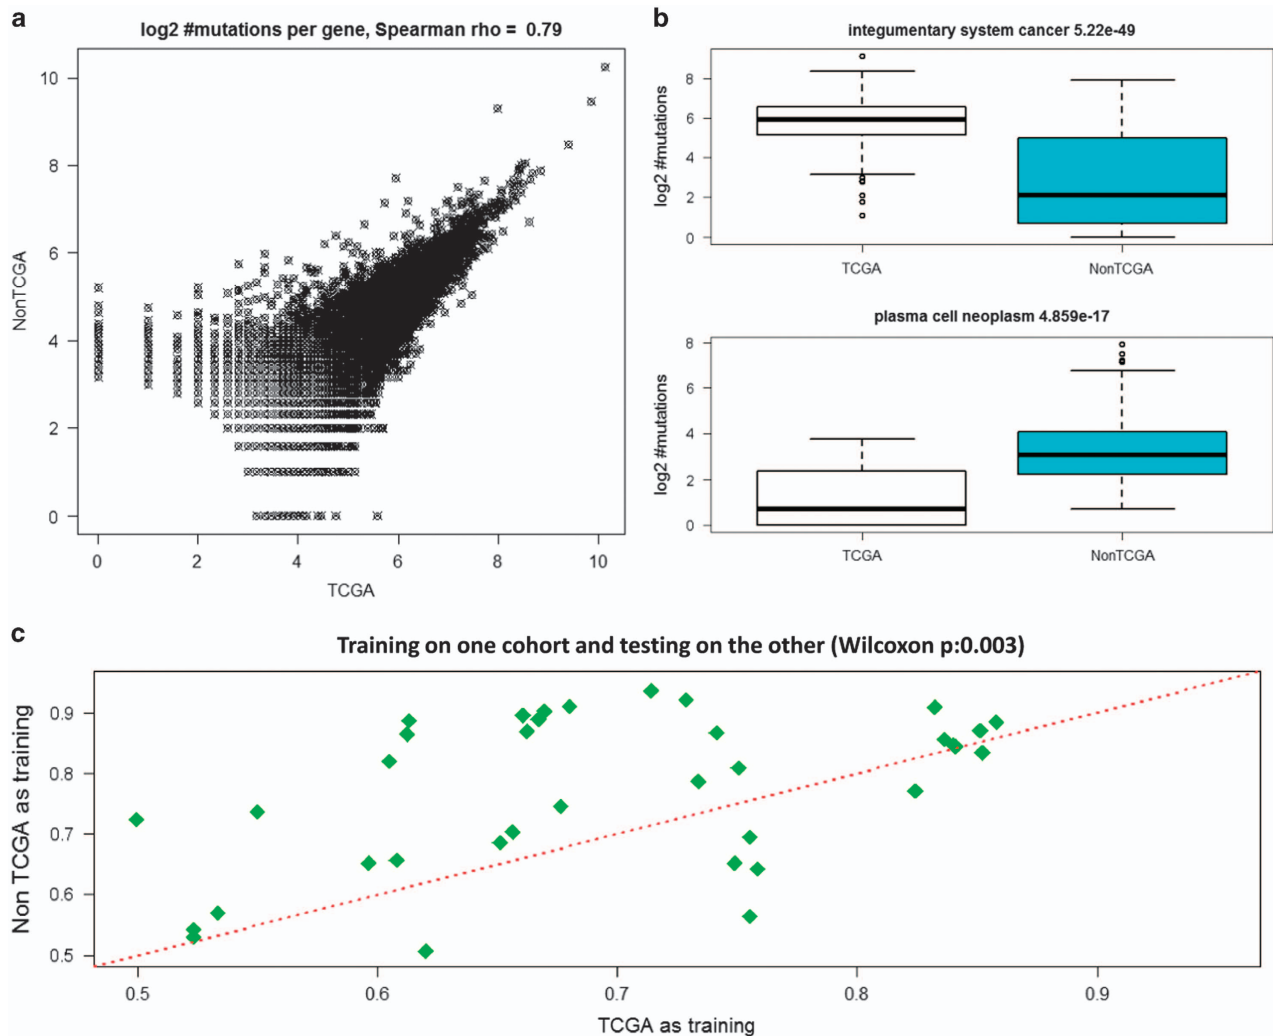 a
log2 #mutations per gene, Spearman rho = 0.79
NonTCGA
10
8
6
4
2
0
0 2 4 6 8 10
TCGA
b
integumentary system cancer 5.22e-49
log2 #mutations
8
6
4
2
0
TCGA NonTCGA
plasma cell neoplasm 4.859e-17
log2 #mutations
8
6
4
2
0
TCGA NonTCGA
c
Training on one cohort and testing on the other (Wilcoxon p:0.003)
Non TCGA as training
0.9
0.8
0.7
0.6
0.5
0.5 0.6 0.7 0.8 0.9
TCGA as training